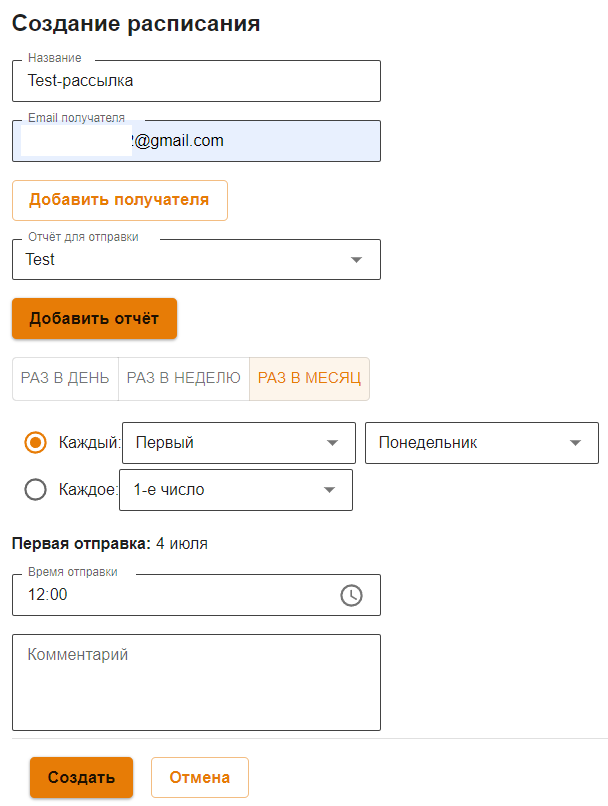 Создание расписания
Название
Test-рассылка
Email получателя
@gmail.com
Добавить получателя
Отчёт для отправки
Test
Добавить отчёт
РАЗ В ДЕНЬ РАЗ В НЕДЕЛЮ РАЗ В МЕСЯЦ
Каждый: Первый Понедельник
Каждое: 1-е число
Первая отправка: 4 июля
Время отправки
12:00
Комментарий
Создать Отмена